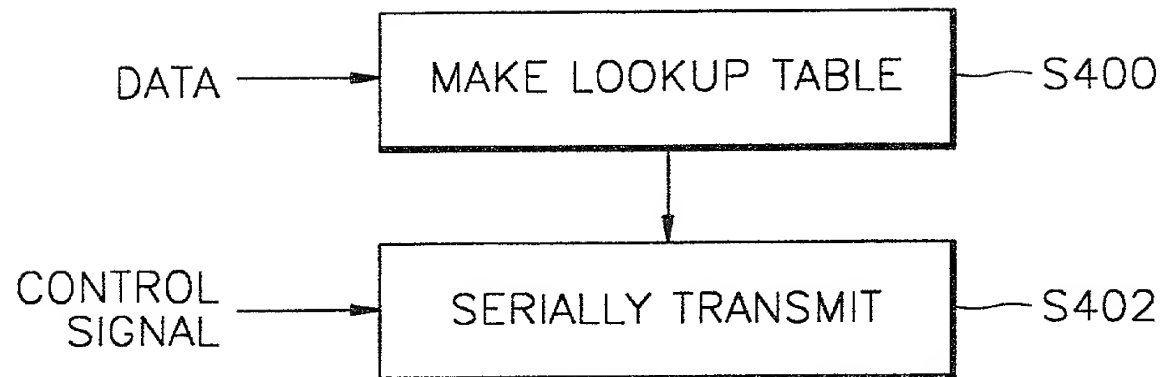 DATA
MAKE LOOKUP TABLE
S400
CONTROL
SIGNAL
SERIALLY TRANSMIT
S402